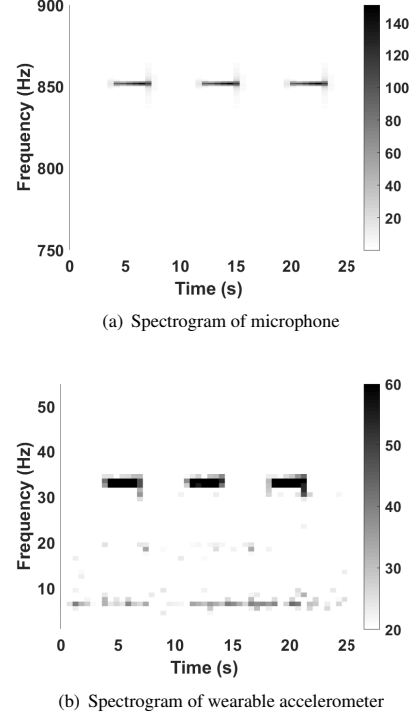 900
850
800
750
Frequency (Hz)
0 5 10 15 20 25
Time (s)
140
120
100
80
60
40
20
(a) Spectrogram of microphone
50
40
30
20
10
Frequency (Hz)
0 5 10 15 20 25
Time (s)
60
50
40
30
20
(b) Spectrogram of wearable accelerometer